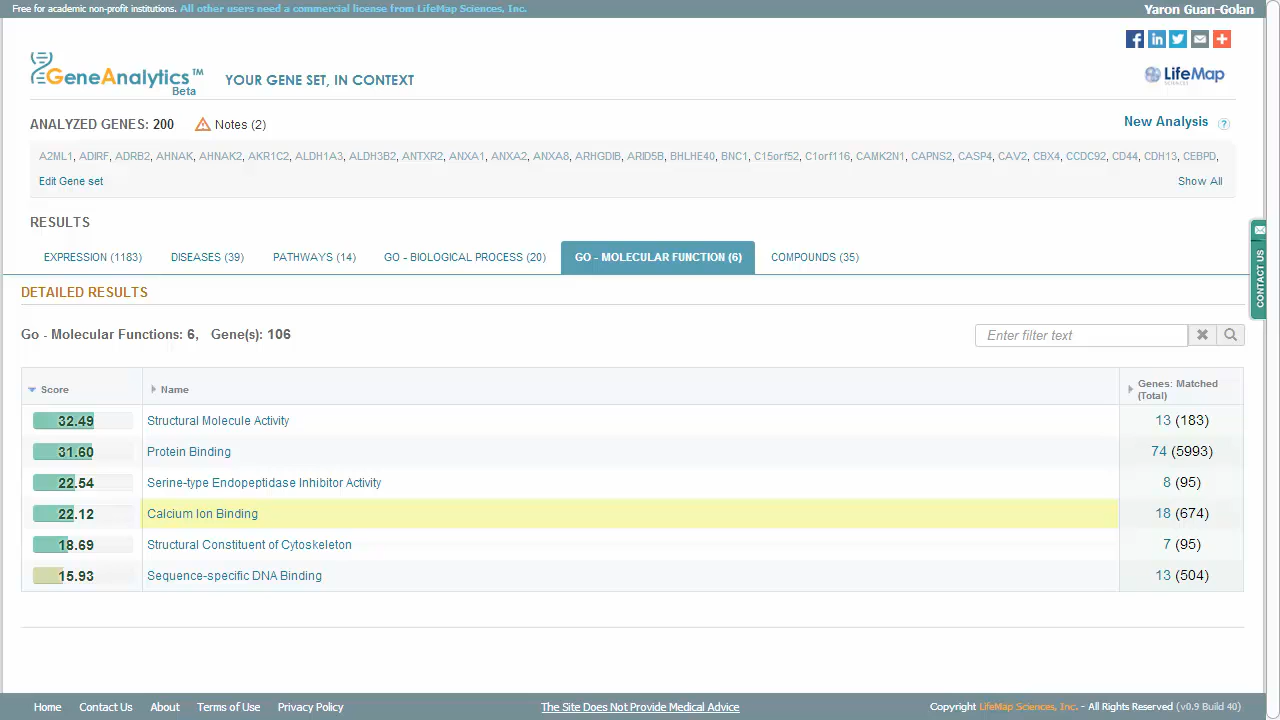 Free for academic non-profit institutions. All other users need a commercial license from LifeMap Sciences, Inc. Yaron Guan-Golan
GeneAnalytics™ Beta YOUR GENE SET, IN CONTEXT LifeMap SCIENCES
ANALYZED GENES: 200 Notes (2) New Analysis ?
A2ML1, ADIRF, ADRB2, AHNAK, AHNAK2, AKR1C2, ALDH1A3, ALDH3B2, ANTXR2, ANXA1, ANXA2, ANXA8, ARHGDIB, ARID5B, BHLHE40, BNC1, C15orf52, C1orf116, CAMK2N1, CAPNS2, CASP4, CAV2, CBX4, CCDC92, CD44, CDH13, CEBPD,
Edit Gene set Show All
RESULTS
EXPRESSION (1183) DISEASES (39) PATHWAYS (14) GO - BIOLOGICAL PROCESS (20) GO - MOLECULAR FUNCTION (6) COMPOUNDS (35)
CONTACT US
DETAILED RESULTS
Go - Molecular Functions: 6, Gene(s): 106 Enter filter text
Score Name Genes: Matched (Total)
32.49 Structural Molecule Activity 13 (183)
31.60 Protein Binding 74 (5993)
22.54 Serine-type Endopeptidase Inhibitor Activity 8 (95)
22.12 Calcium Ion Binding 18 (674)
18.69 Structural Constituent of Cytoskeleton 7 (95)
15.93 Sequence-specific DNA Binding 13 (504)
Home Contact Us About Terms of Use Privacy Policy The Site Does Not Provide Medical Advice Copyright LifeMap Sciences, Inc. - All Rights Reserved (v0.9 Build 40)